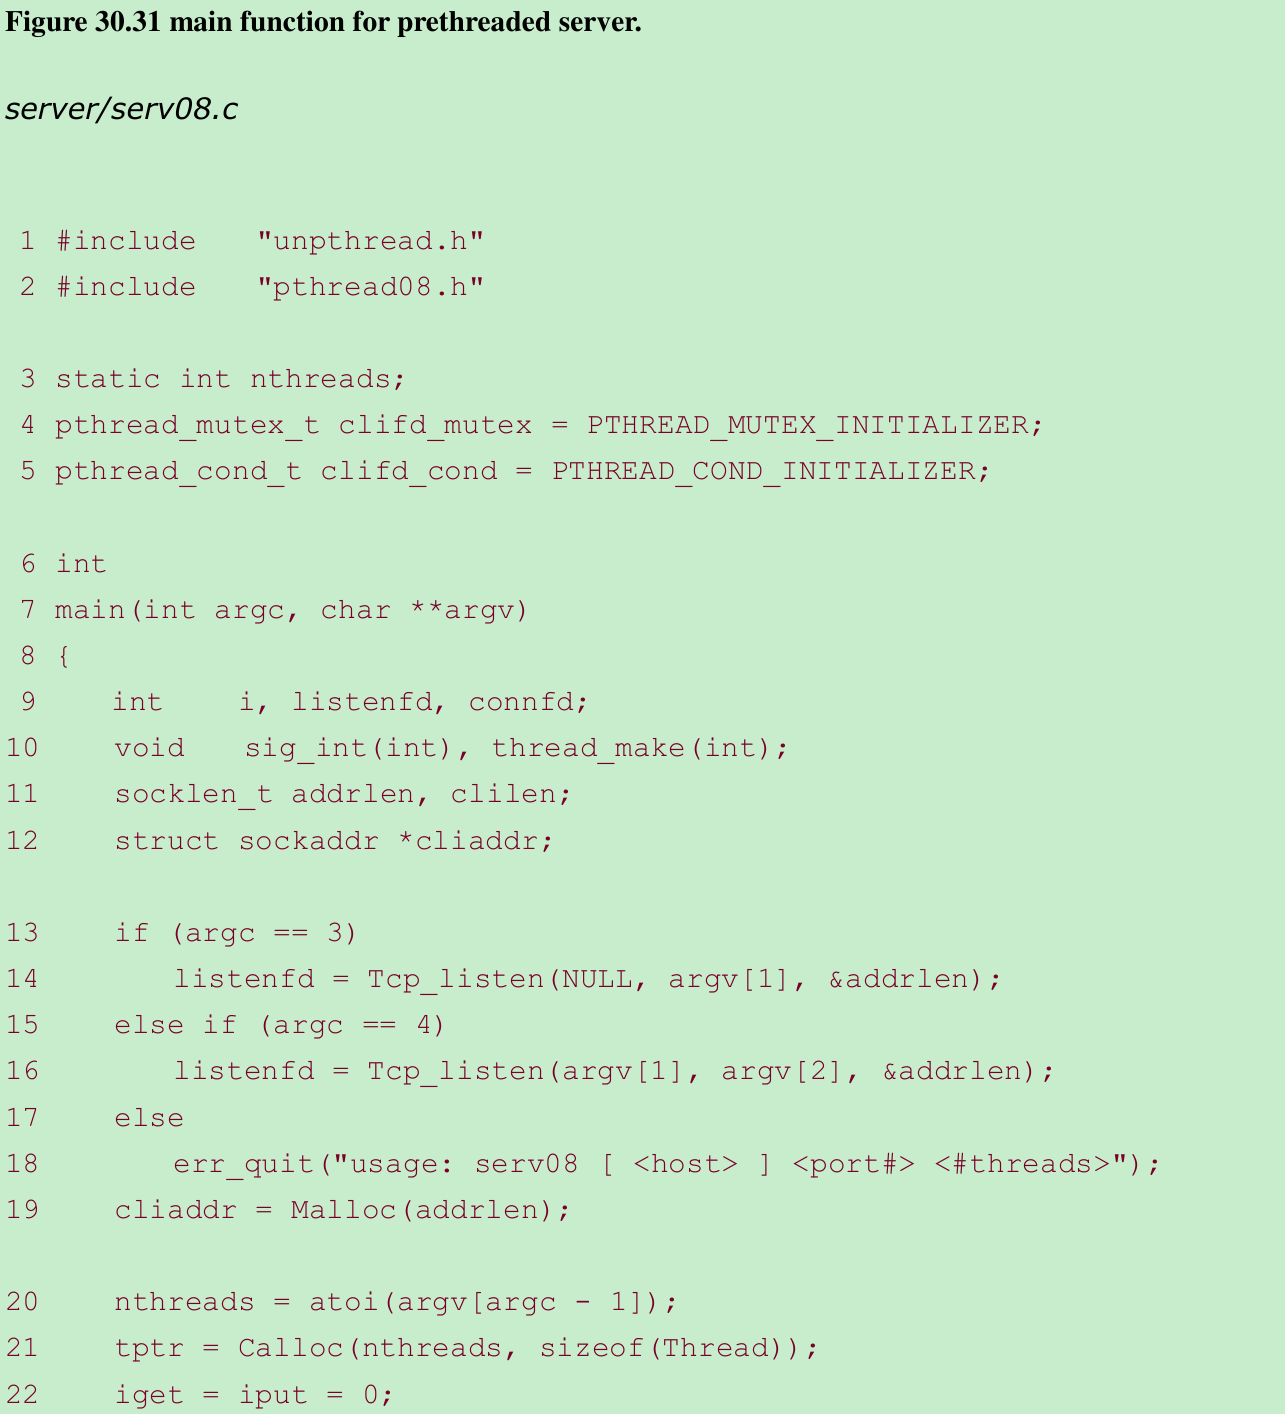 Figure 30.31 main function for prethreaded server.
server/serv08.c
1 #include "unpthread.h"
2 #include "pthread08.h"
3 static int nthreads;
4 pthread_mutex_t clifd_mutex = PTHREAD_MUTEX_INITIALIZER;
5 pthread_cond_t clifd_cond = PTHREAD_COND_INITIALIZER;
6 int
7 main(int argc, char **argv)
8 {
9 int i, listenfd, connfd;
10 void sig_int(int), thread_make(int);
11 socklen_t addrlen, clilen;
12 struct sockaddr *cliaddr;
13 if (argc == 3)
14 listenfd = Tcp_listen(NULL, argv[1], &addrlen);
15 else if (argc == 4)
16 listenfd = Tcp_listen(argv[1], argv[2], &addrlen);
17 else
18 err_quit("usage: serv08 [ <host> ] <port#> <#threads>");
19 cliaddr = Malloc(addrlen);
20 nthreads = atoi(argv[argc - 1]);
21 tptr = Calloc(nthreads, sizeof(Thread));
22 iget = iput = 0;